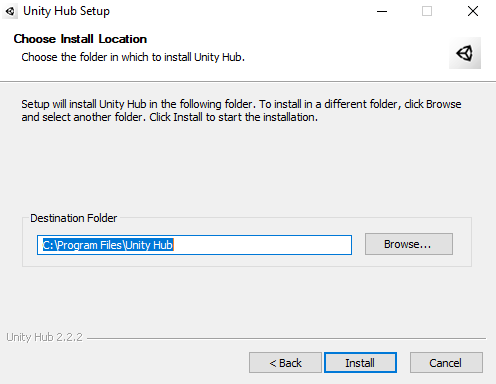 Unity Hub Setup
Choose Install Location
Choose the folder in which to install Unity Hub.
Setup will install Unity Hub in the following folder. To install in a different folder, click Browse
and select another folder. Click Install to start the installation.
Destination Folder
C:\Program Files\Unity Hub
Browse...
Unity Hub 2.2.2
< Back
Install
Cancel